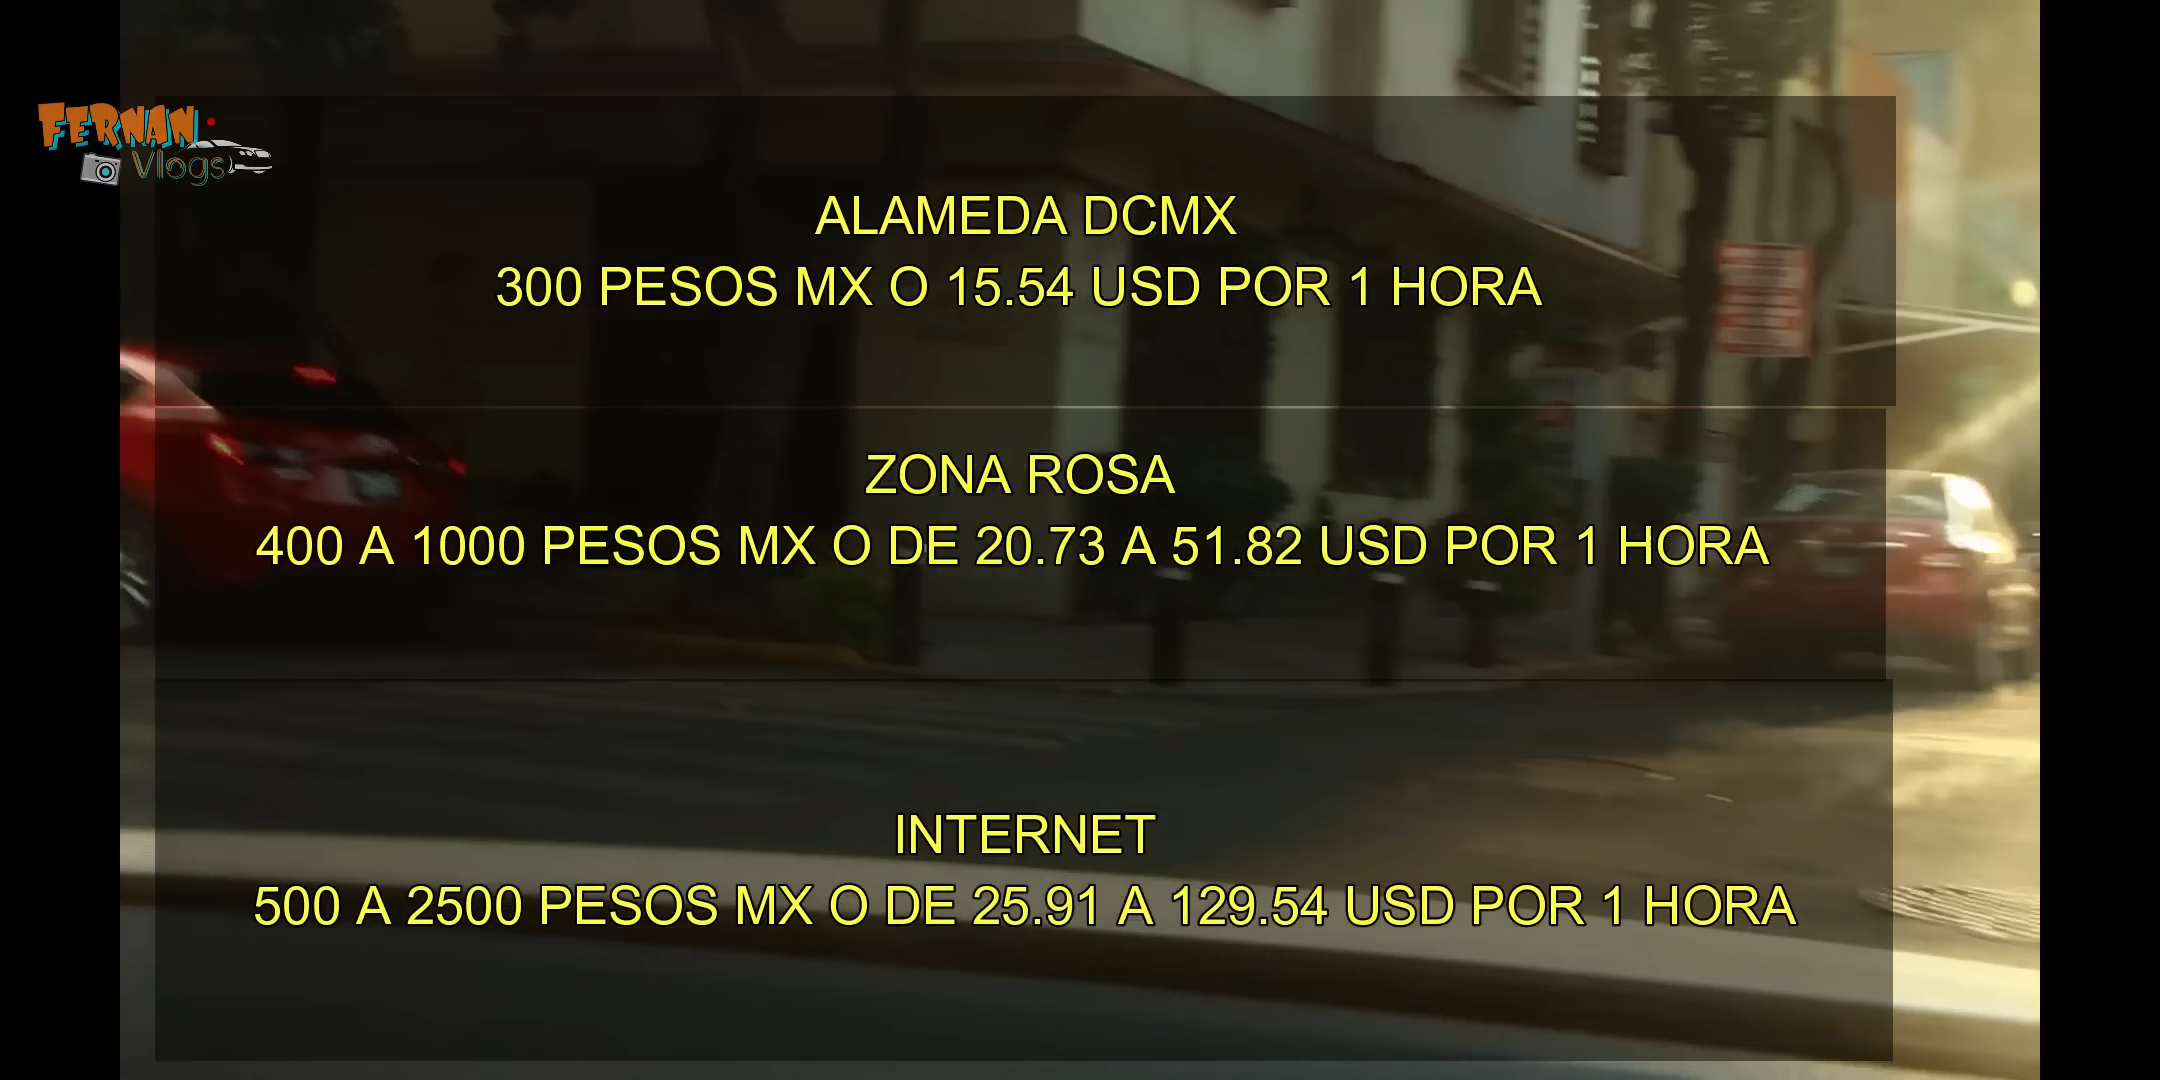 FERNAN
Vlogs
ALAMEDA DCMX
300 PESOS MX O 15.54 USD POR 1 HORA
ZONA ROSA
400 A 1000 PESOS MX O DE 20.73 A 51.82 USD POR 1 HORA
INTERNET
500 A 2500 PESOS MX O DE 25.91 A 129.54 USD POR 1 HORA